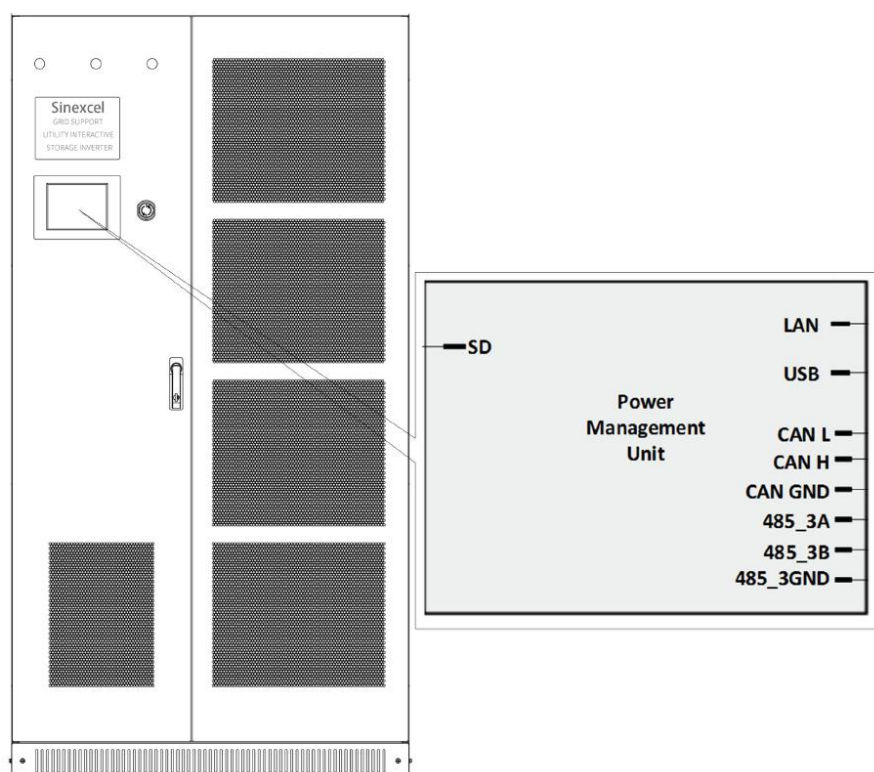 Sinexcel
GRID SUPPORT
UTILITY INTERACTIVE
STORAGE INVERTER
SD
Power
Management
Unit
LAN
USB
CAN L
CAN H
CAN GND
485_3A
485_3B
485_3GND